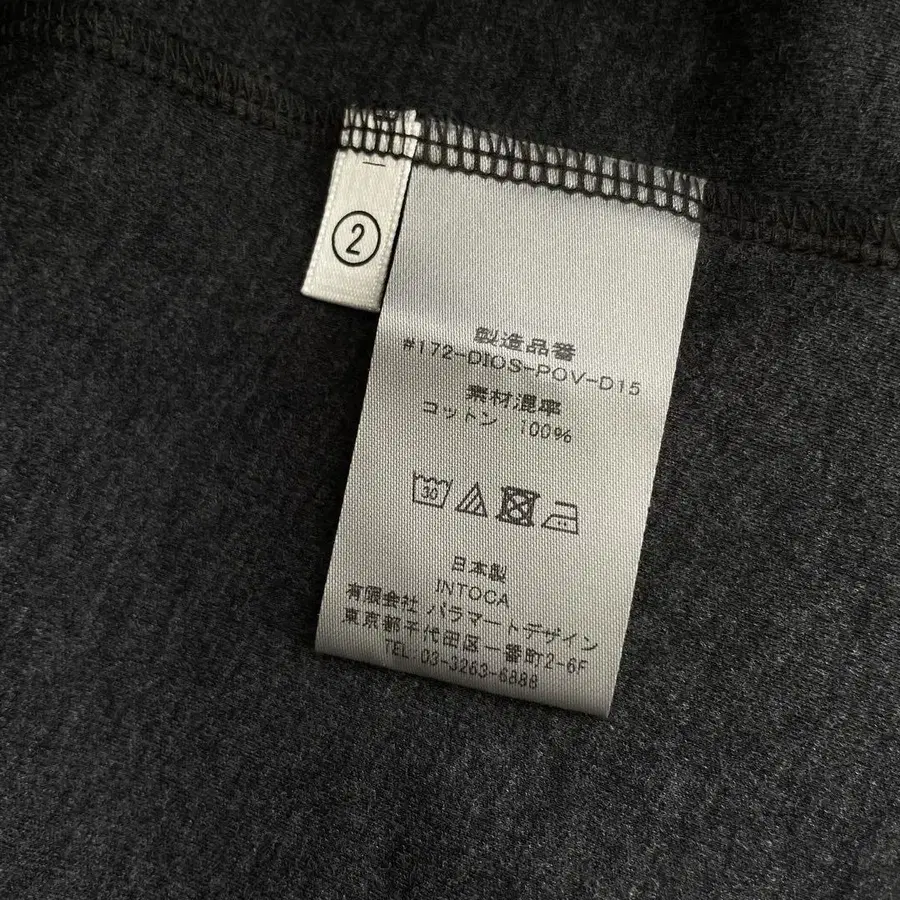 ②
製造品番
#172-DIOS-POV-D15
素材混率
コットン : 100%
30
日本製
INTOCA
有限会社 パラマートデザイン
東京都千代田区一番町2-6F
TEL:03-3263-6888